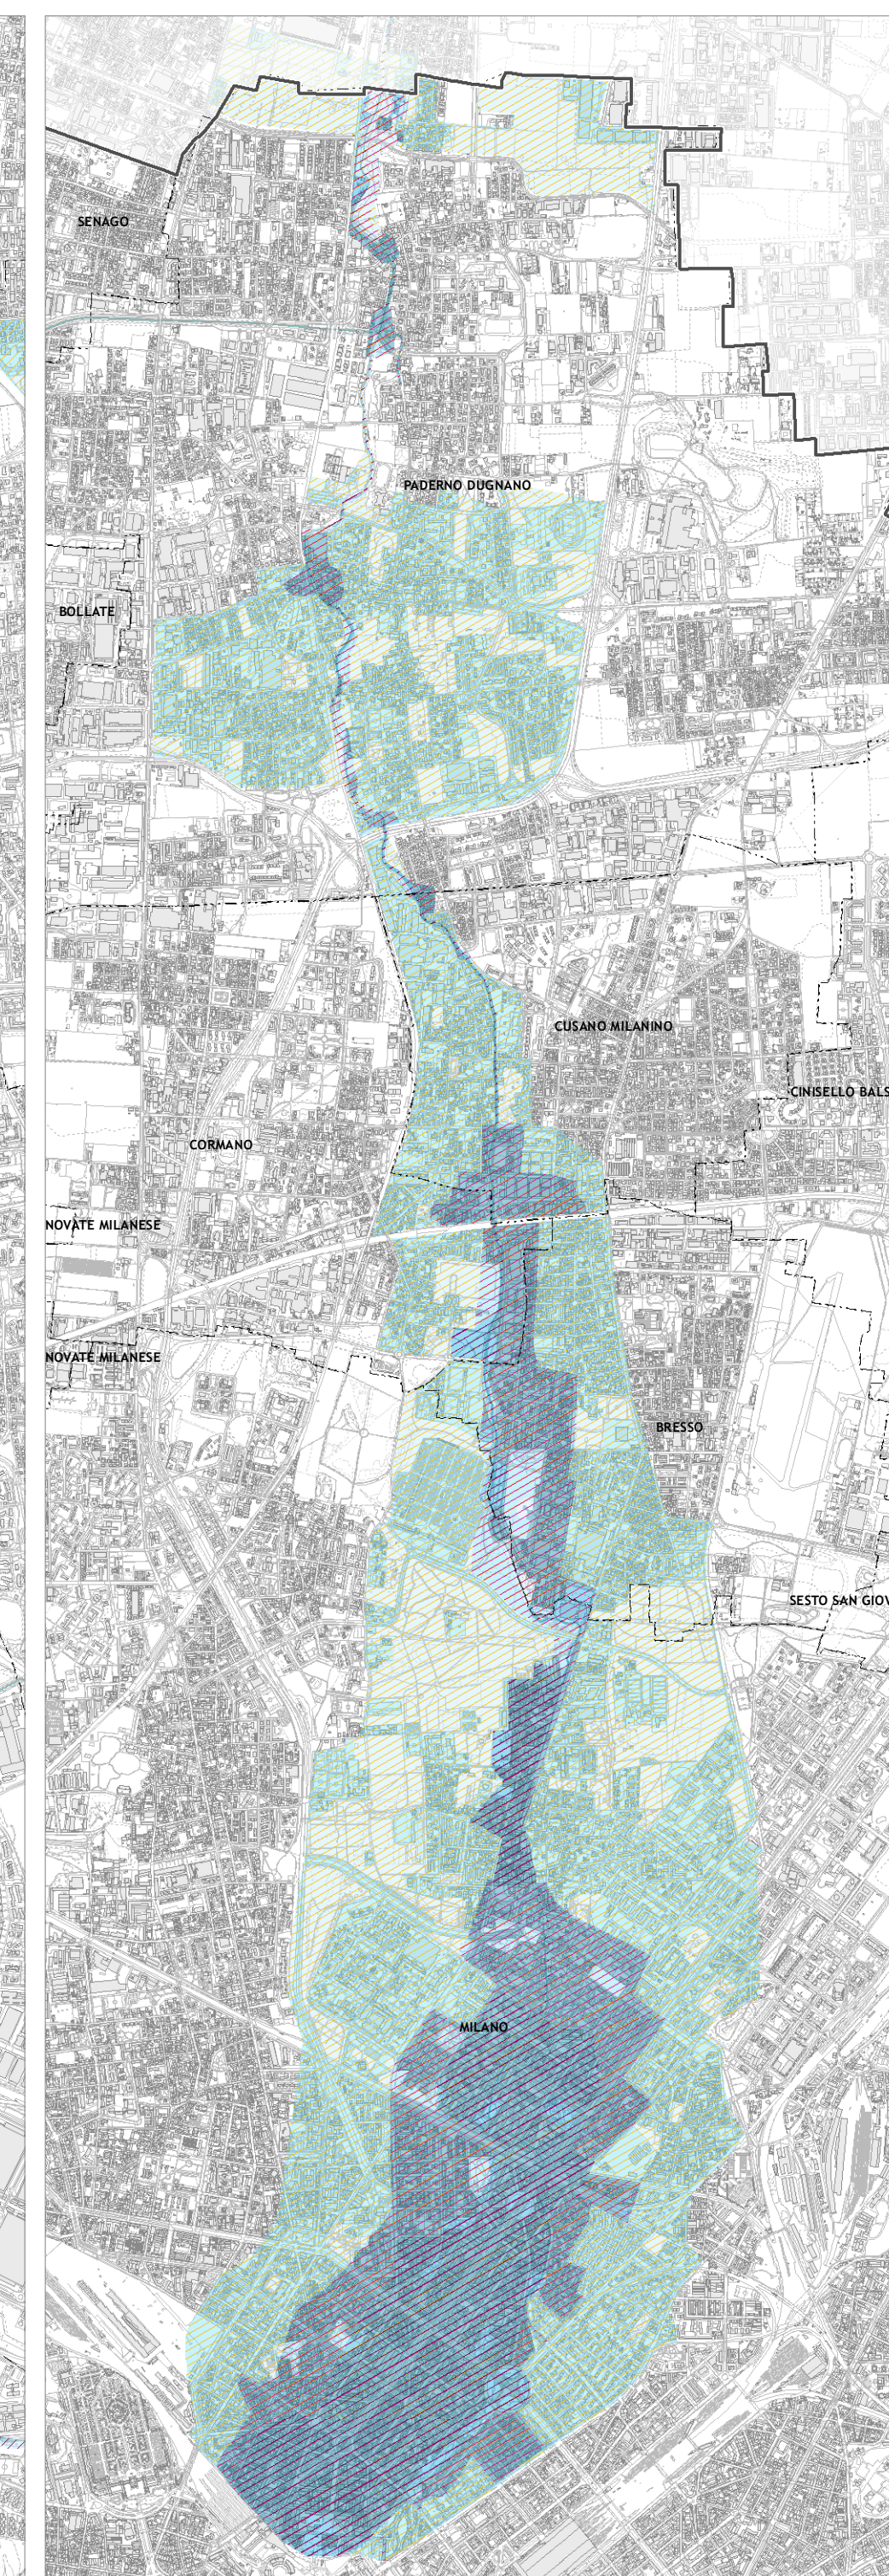 SENAGO
PADERNO DUGNANO
BOLLATE
CUSANO MILANINO
CINISELLO BALS
CORMANO
NOVATE MILANESE
NOVATE MILANESE
BRESSO
SESTO SAN GIOV
MILANO